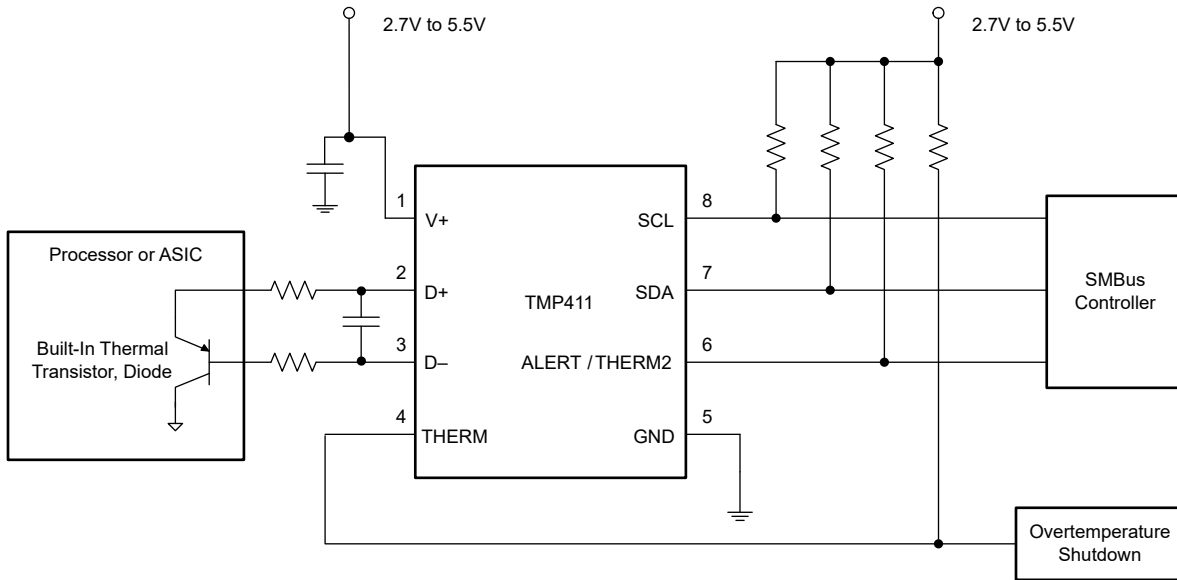 2.7V to 5.5V
2.7V to 5.5V
Processor or ASIC
Built-In Thermal
Transistor, Diode
1
V+
2
D+
3
D–
4
THERM
TMP411
8
SCL
7
SDA
6
ALERT / THERM2
5
GND
SMBus
Controller
Overtemperature
Shutdown